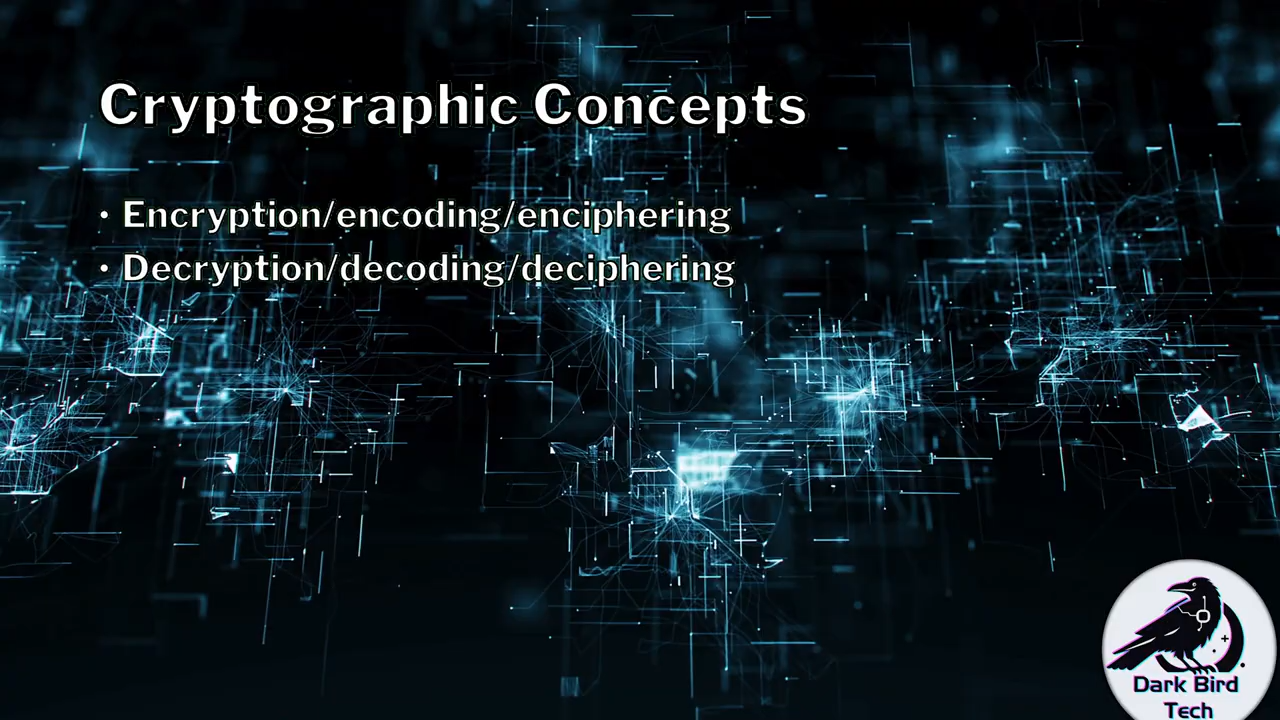 Cryptographic Concepts
• Encryption/encoding/enciphering
• Decryption/decoding/deciphering
Dark Bird
Tech